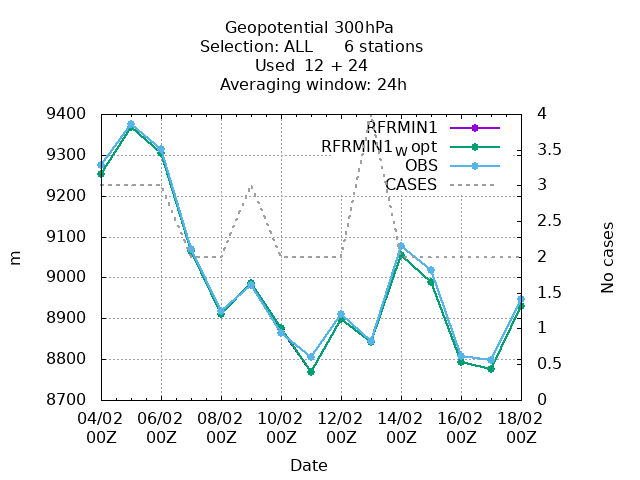 Geopotential 300hPa
Selection: ALL 6 stations
Used 12 + 24
Averaging window: 24h
9400
9300
9200
9100
9000
8900
8800
8700
m
4
3.5
3
2.5
2
1.5
1
0.5
0
No cases
RFRMIN1
RFRMIN1w opt
OBS
CASES
04/02 06/02 08/02 10/02 12/02 14/02 16/02 18/02
00Z 00Z 00Z 00Z 00Z 00Z 00Z 00Z
Date